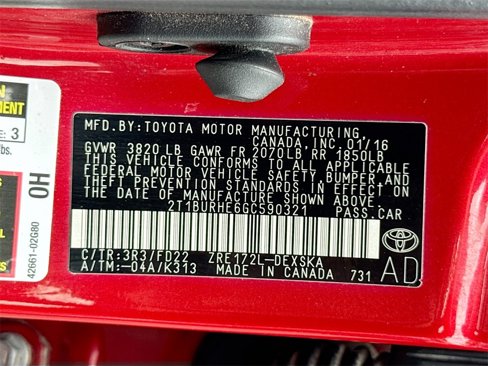 MFD.BY:TOYOTA MOTOR MANUFACTURING,
CANADA, INC. 01/16
GVWR 3820 LB GAWR FR 2070LB RR 1850LB
THIS VEHICLE CONFORMS TO ALL APPLICABLE
FEDERAL MOTOR VEHICLE SAFETY, BUMPER, AND
THEFT PREVENTION STANDARDS IN EFFECT ON
THE DATE OF MANUFACTURE SHOWN ABOVE.
2T1BURHE6GC590321 PASS.CAR
C/TR:3R3/FD22 ZRE172L-DEXSKA
A/TM:-04A/K313 MADE IN CANADA 731
AD
OH
42661-02G80
: 3
lbs.